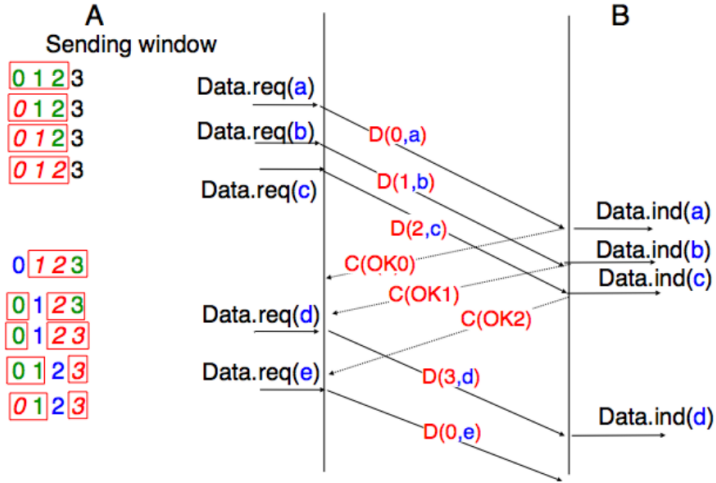 A
B
Sending window
0 1 2 3
Data.req(a)
0 1 2 3
Data.req(b)
D(0,a)
0 1 2 3
0 1 2 3
D(1,b)
Data.req(c)
D(2,c)
Data.ind(a)
Data.ind(b)
0 1 2 3
C(OK0)
Data.ind(c)
C(OK1)
0 1 2 3
Data.req(d)
C(OK2)
0 1 2 3
0 1 2 3
Data.req(e)
D(3,d)
0 1 2 3
Data.ind(d)
D(0,e)